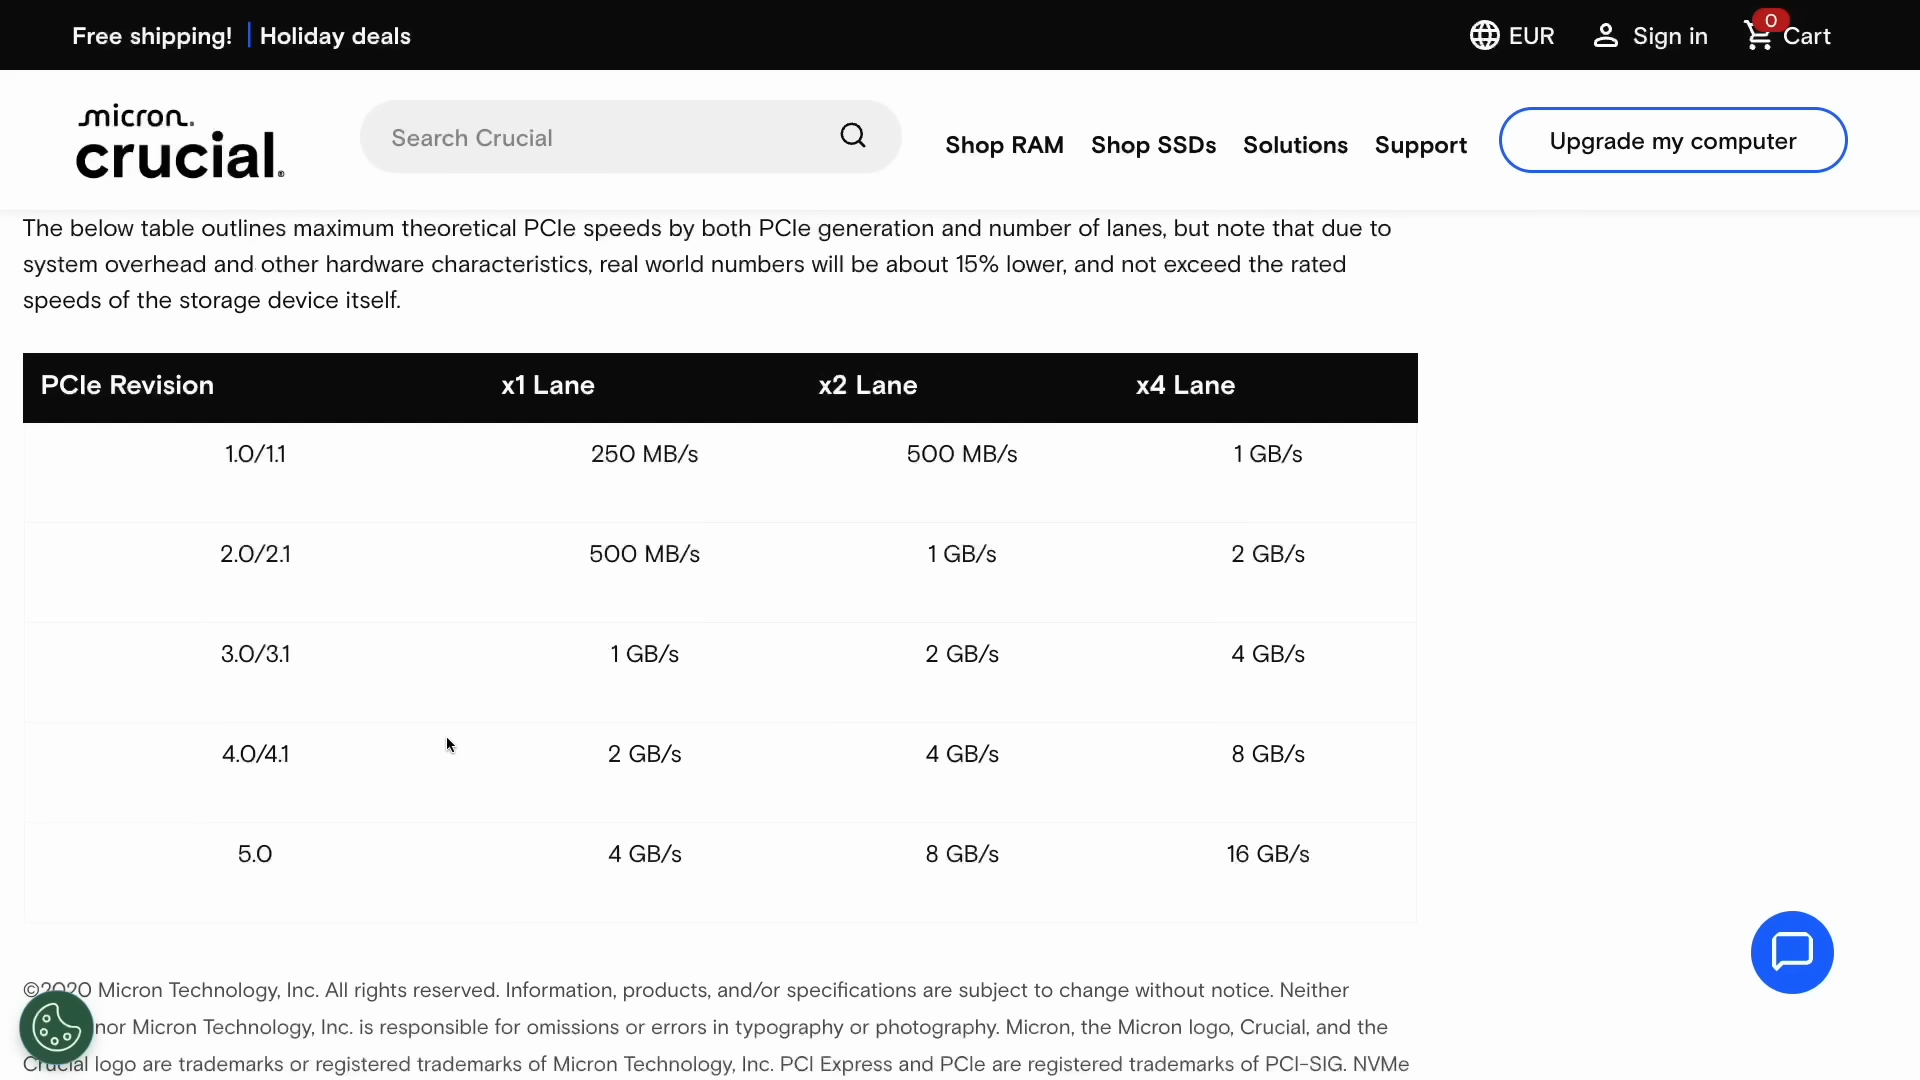 Free shipping! Holiday deals EUR Sign in 0 Cart
micron.
crucial.
Search Crucial Shop RAM Shop SSDs Solutions Support Upgrade my computer
The below table outlines maximum theoretical PCIe speeds by both PCIe generation and number of lanes, but note that due to
system overhead and other hardware characteristics, real world numbers will be about 15% lower, and not exceed the rated
speeds of the storage device itself.
PCIe Revision x1 Lane x2 Lane x4 Lane
1.0/1.1 250 MB/s 500 MB/s 1 GB/s
2.0/2.1 500 MB/s 1 GB/s 2 GB/s
3.0/3.1 1 GB/s 2 GB/s 4 GB/s
4.0/4.1 2 GB/s 4 GB/s 8 GB/s
5.0 4 GB/s 8 GB/s 16 GB/s
©2020 Micron Technology, Inc. All rights reserved. Information, products, and/or specifications are subject to change without notice. Neither
nor Micron Technology, Inc. is responsible for omissions or errors in typography or photography. Micron, the Micron logo, Crucial, and the
Crucial logo are trademarks or registered trademarks of Micron Technology, Inc. PCI Express and PCIe are registered trademarks of PCI-SIG. NVMe